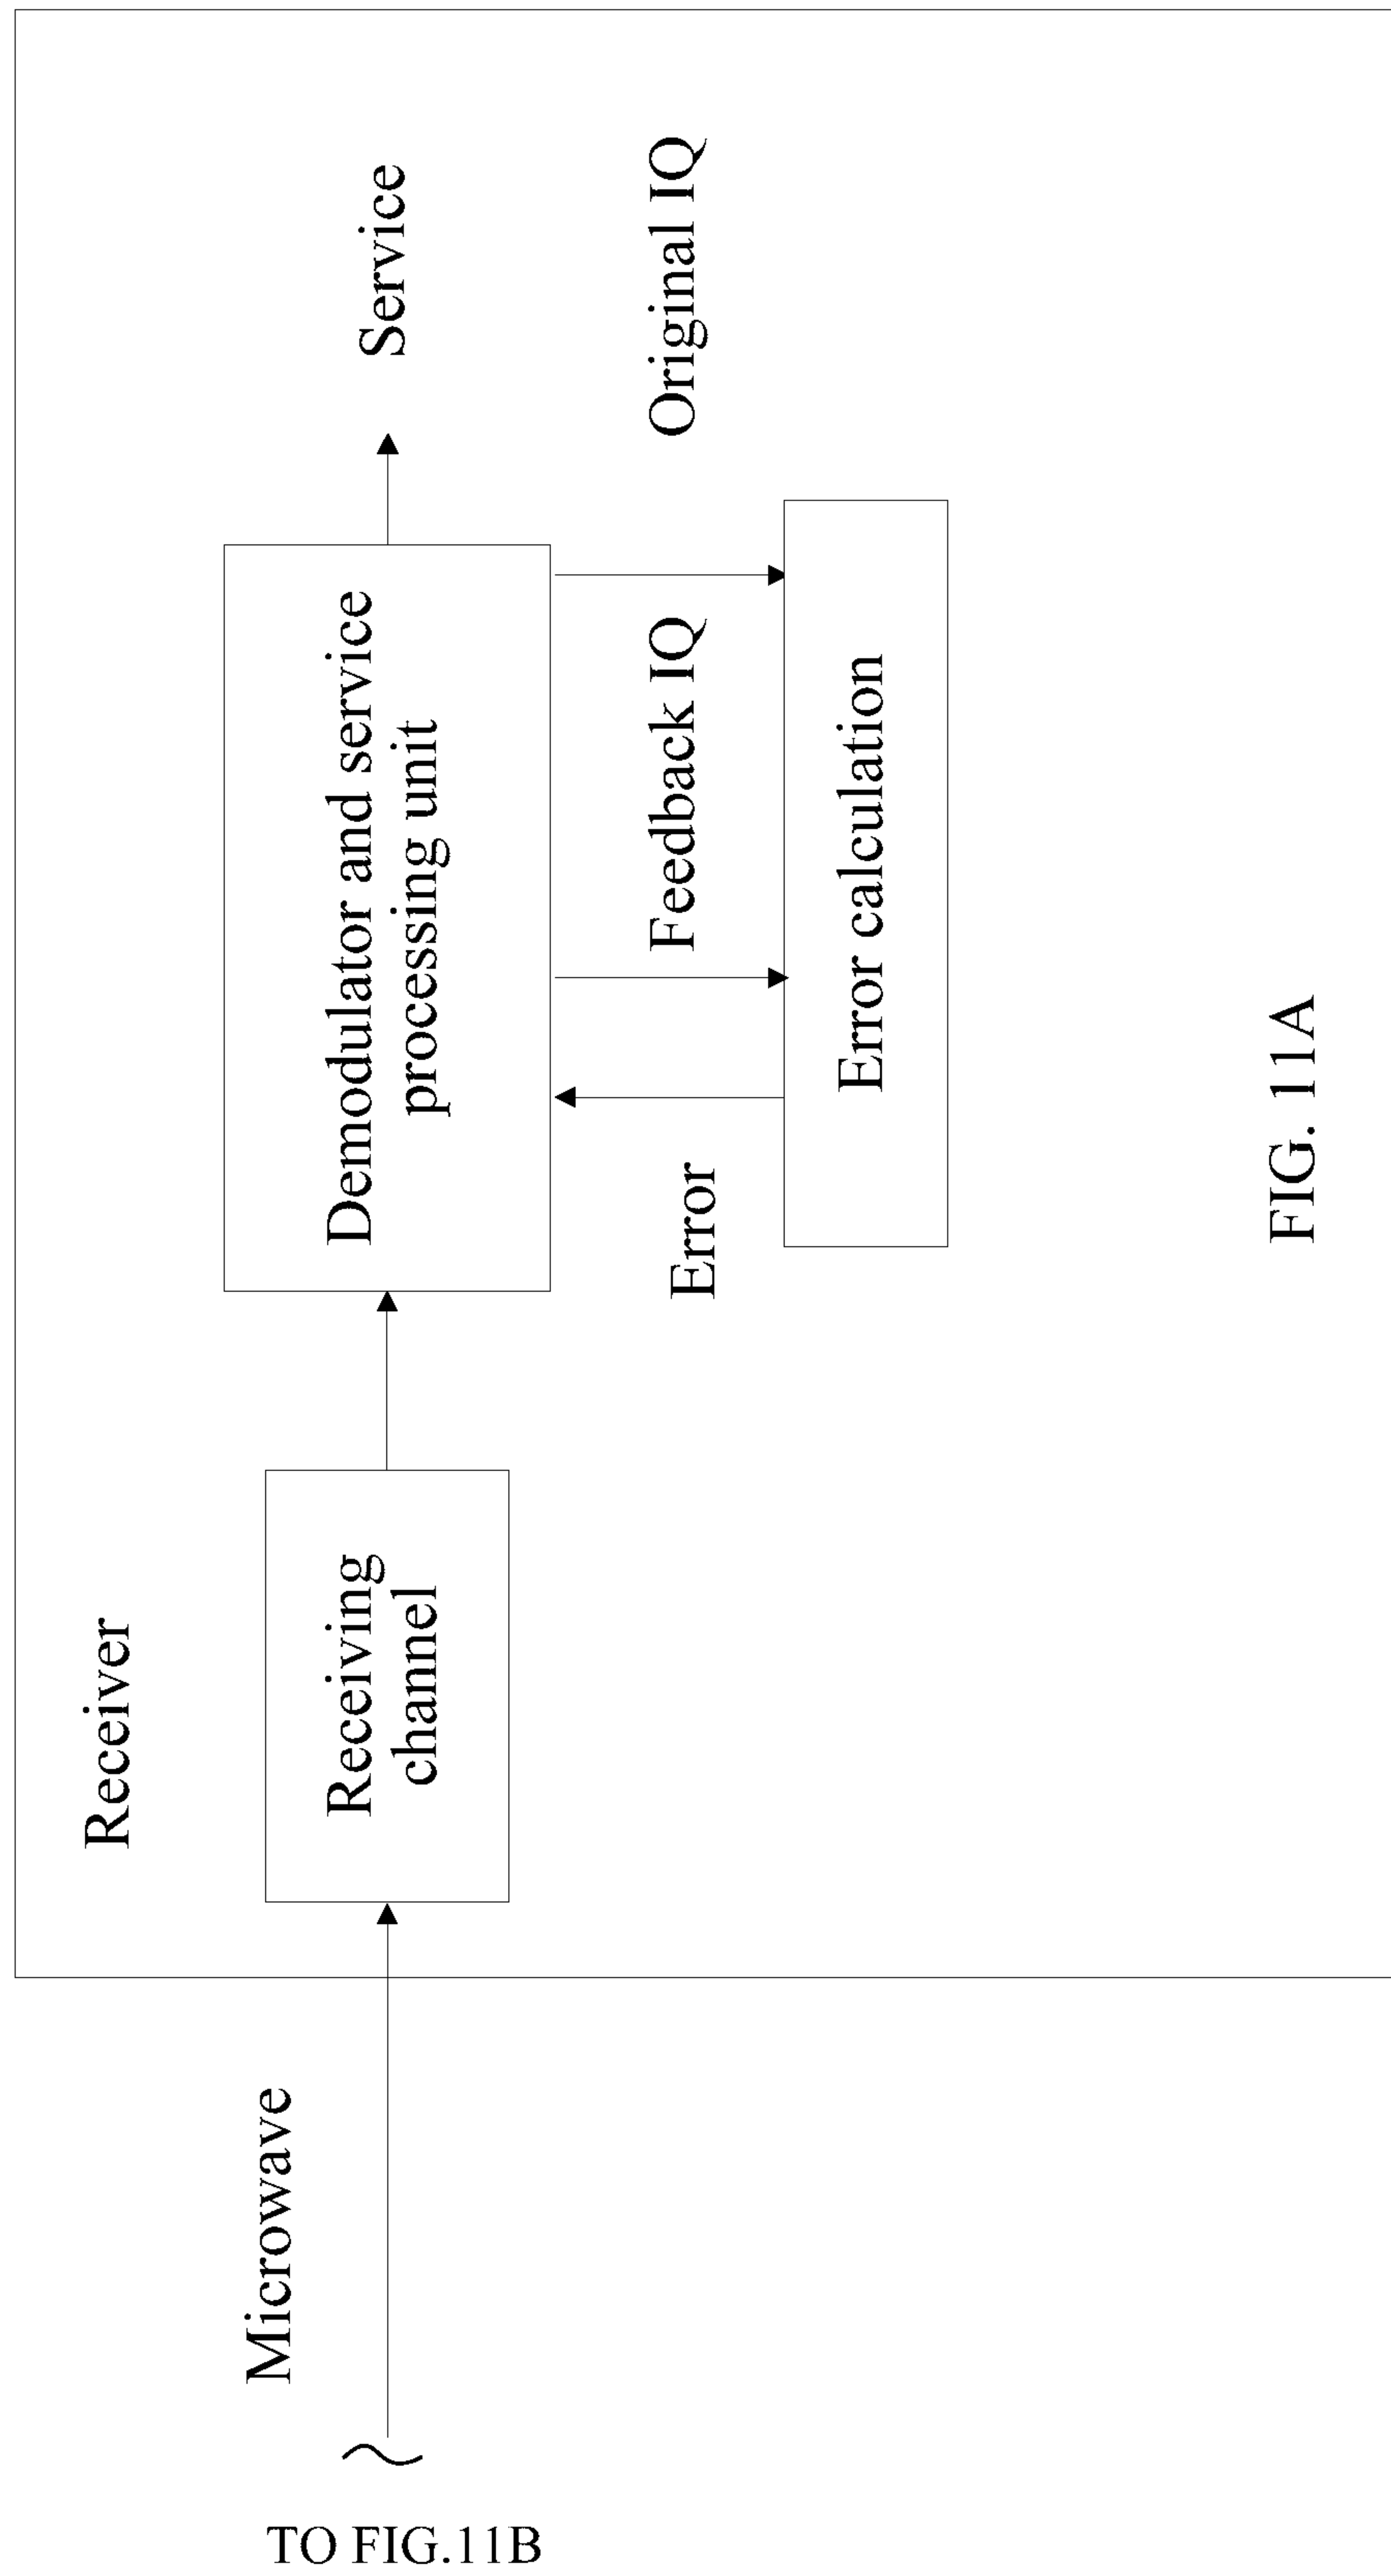 Receiver
Microwave
Receiving
channel
Demodulator and service
processing unit
Service
Error
Feedback IQ
Original IQ
Error calculation
FIG. 11A
TO FIG.11B